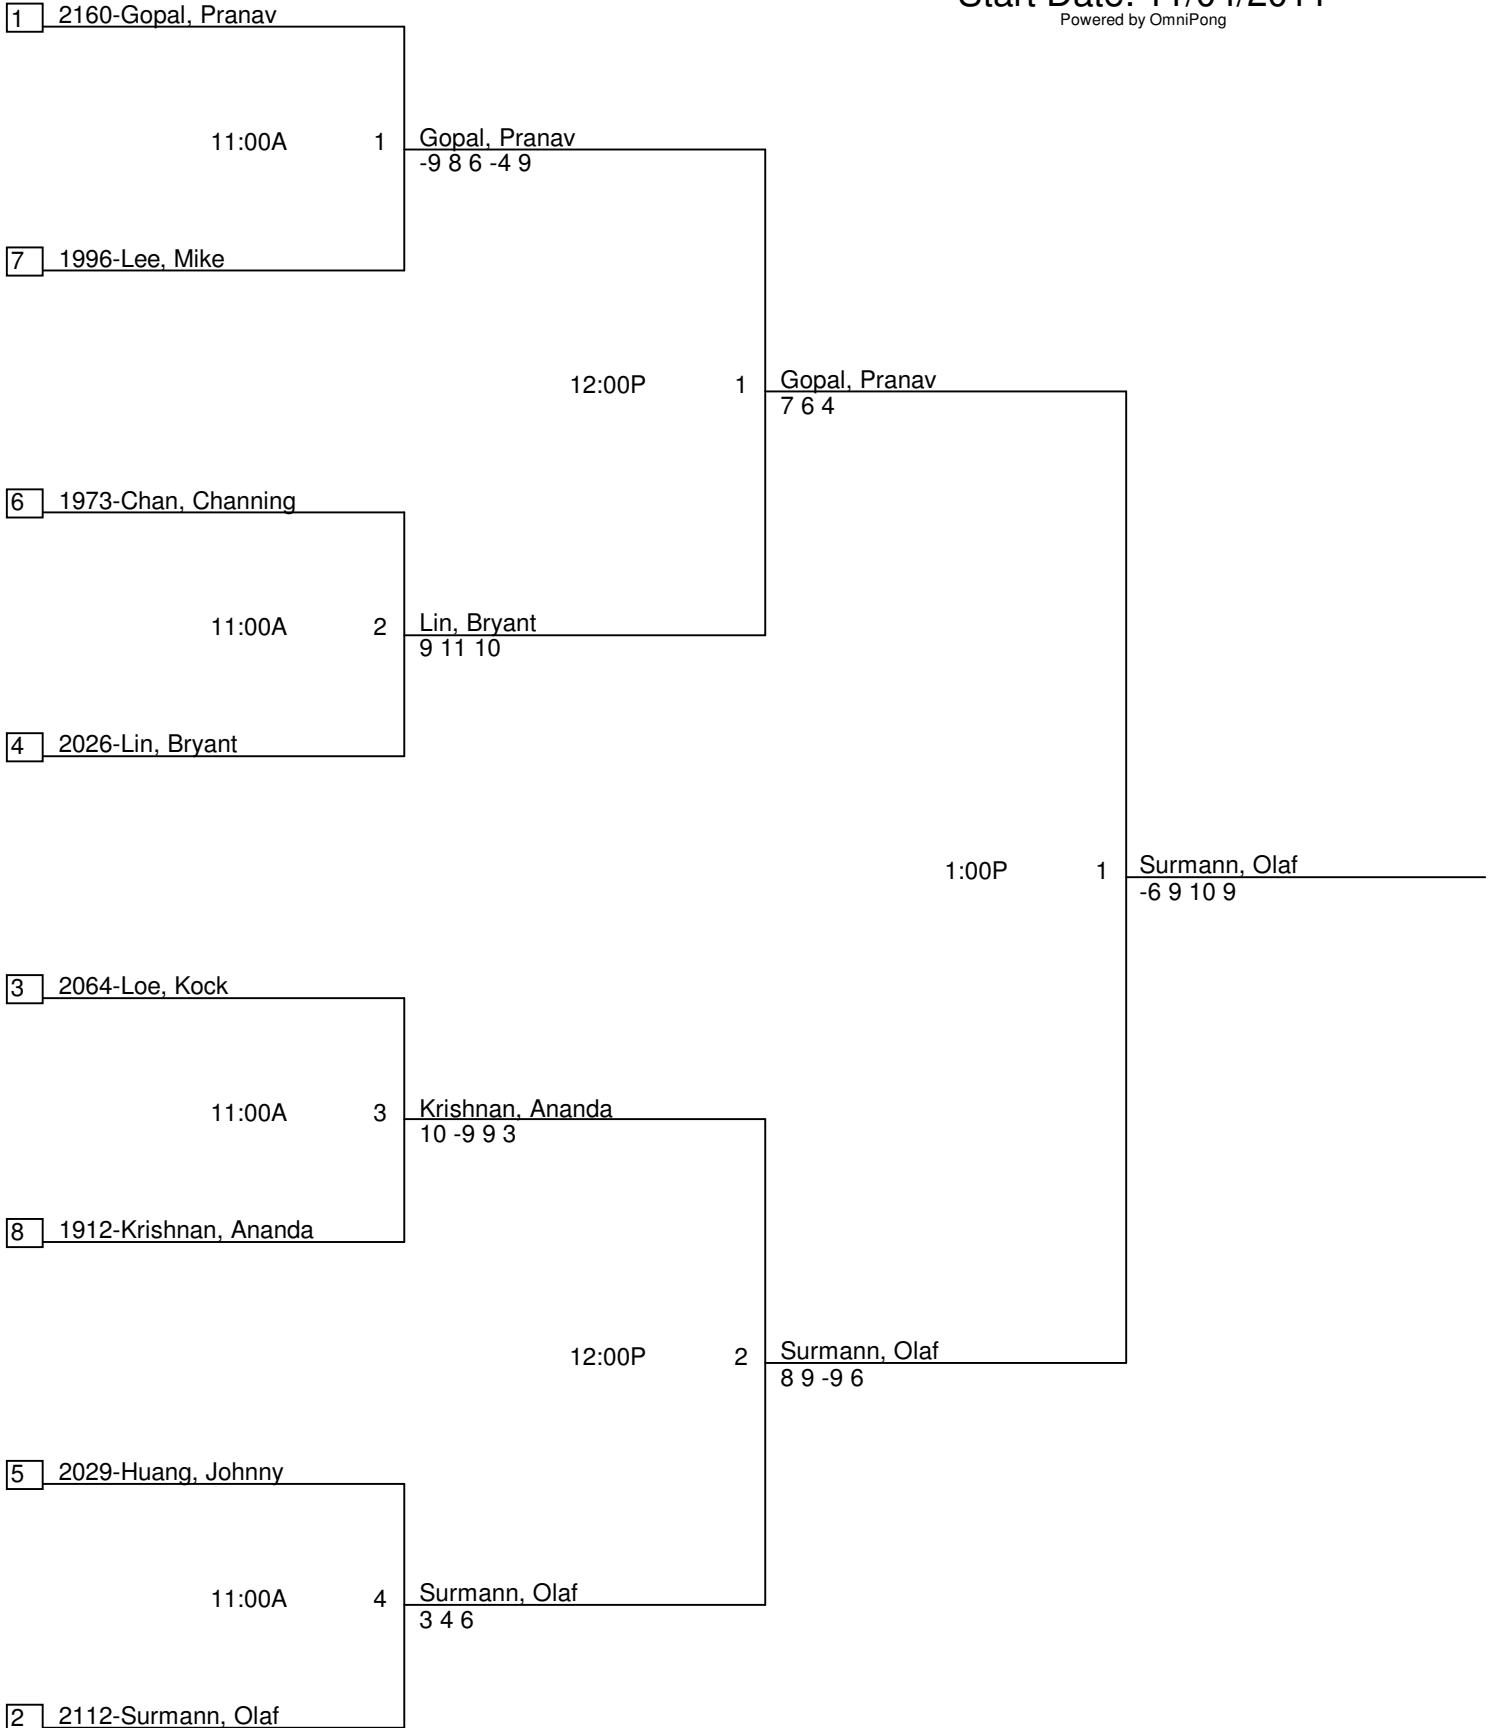 1 2160-Gopal, Pranav
Powered by OmniPong
11:00A 1 Gopal, Pranav
-9 8 6 -4 9
7 1996-Lee, Mike
12:00P 1 Gopal, Pranav
7 6 4
6 1973-Chan, Channing
11:00A 2 Lin, Bryant
9 11 10
4 2026-Lin, Bryant
1:00P 1 Surmann, Olaf
-6 9 10 9
3 2064-Loe, Kock
11:00A 3 Krishnan, Ananda
10 -9 9 3
8 1912-Krishnan, Ananda
12:00P 2 Surmann, Olaf
8 9 -9 6
5 2029-Huang, Johnny
11:00A 4 Surmann, Olaf
3 4 6
2 2112-Surmann, Olaf